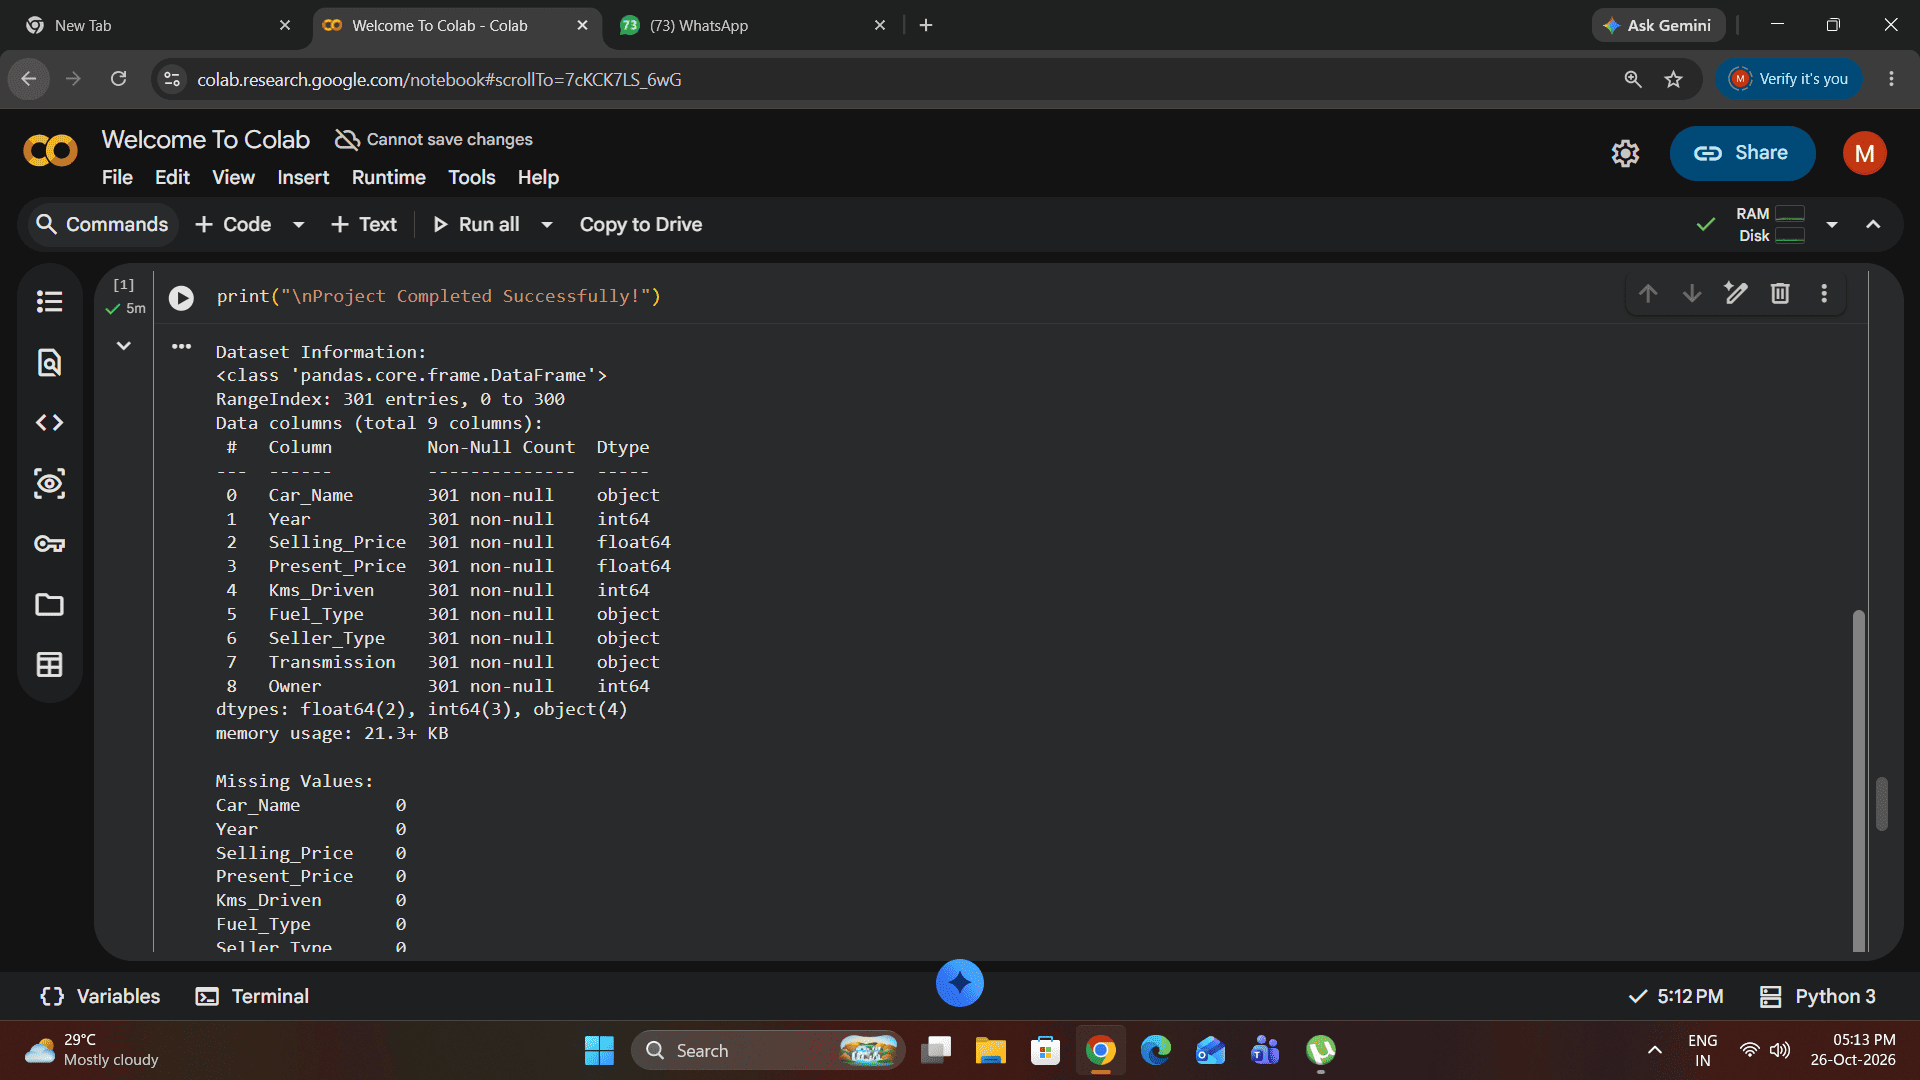 New Tab
Welcome To Colab - Colab
73 (73) WhatsApp
Ask Gemini
colab.research.google.com/notebook#scrollTo=7cKCK7LS_6wG
M Verify it's you
Welcome To Colab
Cannot save changes
Share
M
File Edit View Insert Runtime Tools Help
Commands
+ Code
+ Text
Run all
Copy to Drive
RAM
Disk
[1]
5m
print("\nProject Completed Successfully!")
Dataset Information:
<class 'pandas.core.frame.DataFrame'>
RangeIndex: 301 entries, 0 to 300
Data columns (total 9 columns):
 #   Column         Non-Null Count  Dtype
---  ------         --------------  -----
 0   Car_Name       301 non-null    object
 1   Year           301 non-null    int64
 2   Selling_Price  301 non-null    float64
 3   Present_Price  301 non-null    float64
 4   Kms_Driven     301 non-null    int64
 5   Fuel_Type      301 non-null    object
 6   Seller_Type    301 non-null    object
 7   Transmission   301 non-null    object
 8   Owner          301 non-null    int64
dtypes: float64(2), int64(3), object(4)
memory usage: 21.3+ KB
Missing Values:
Car_Name         0
Year             0
Selling_Price    0
Present_Price    0
Kms_Driven       0
Fuel_Type        0
Seller_Type      0
Variables
Terminal
5:12 PM
Python 3
29°C
Mostly cloudy
Search
ENG
IN
05:13 PM
26-Oct-2026